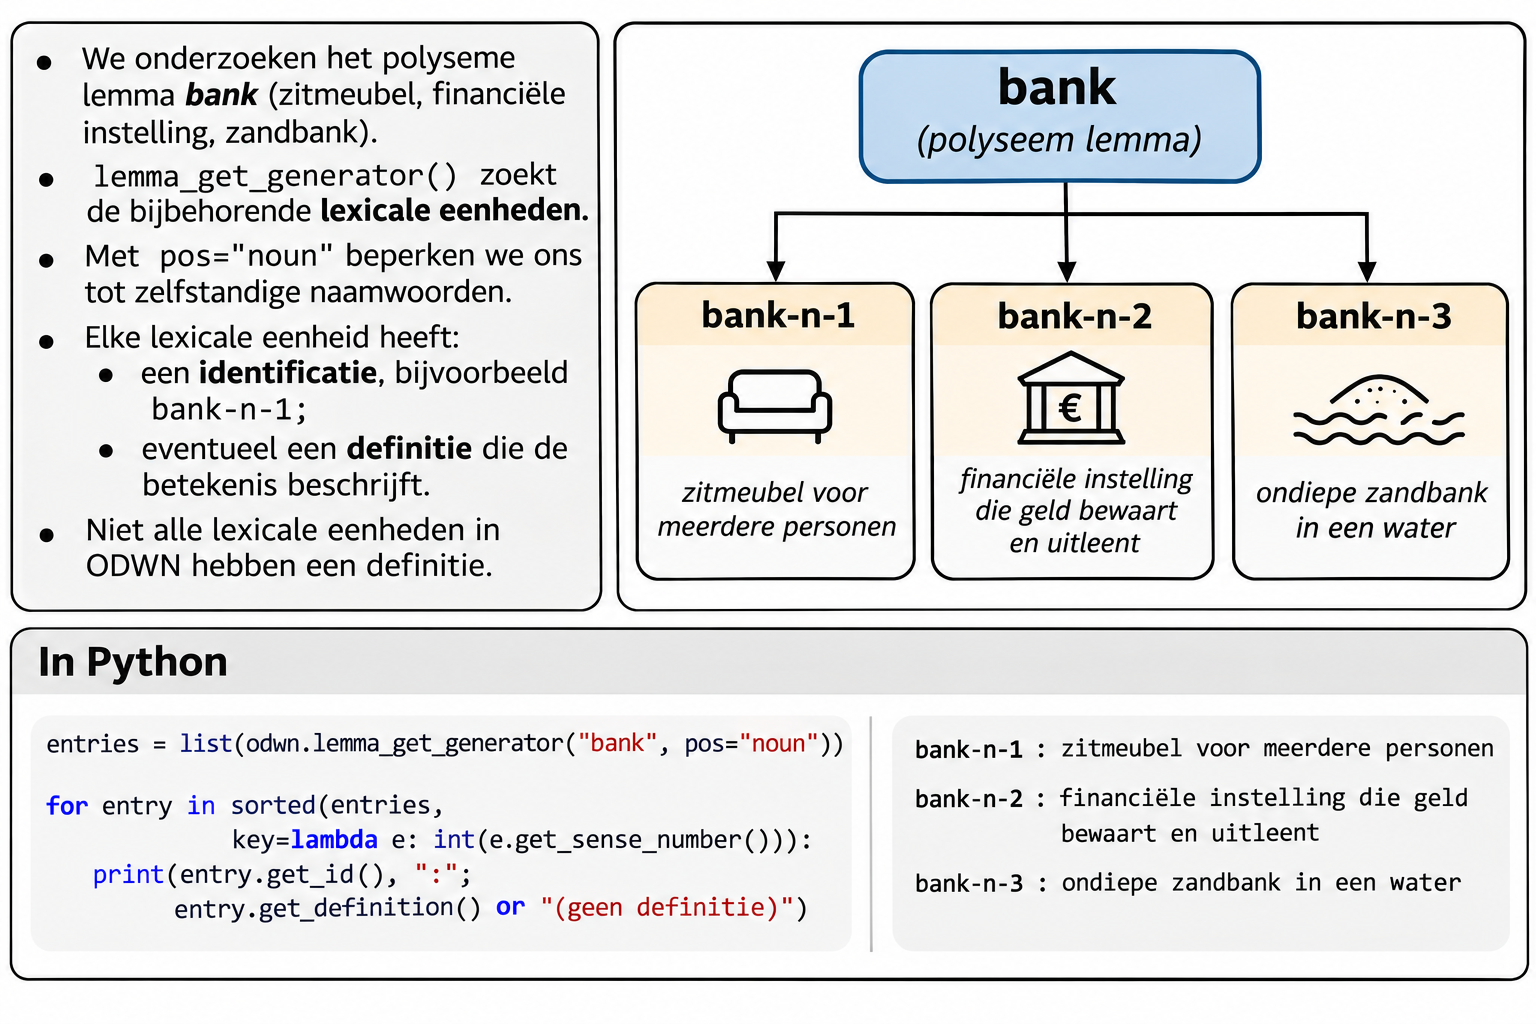 • We onderzoeken het polyseme
lemma bank (zitmeubel, financiële
instelling, zandbank).
• lemma_get_generator() zoekt
de bijbehorende lexicale eenheden.
• Met pos="noun" beperken we ons
tot zelfstandige naamwoorden.
• Elke lexicale eenheid heeft:
• een identificatie, bijvoorbeeld
bank-n-1;
• eventueel een definitie die de
betekenis beschrijft.
• Niet alle lexicale eenheden in
ODWN hebben een definitie.
bank
(polyseem lemma)
bank-n-1
zitmeubel voor
meerdere personen
bank-n-2
€
financiële instelling
die geld bewaart
en uitleent
bank-n-3
ondiepe zandbank
in een water
In Python
entries = list(odwn.lemma_get_generator("bank", pos="noun"))
for entry in sorted(entries,
key=lambda e: int(e.get_sense_number())):
print(entry.get_id(), ":";
entry.get_definition() or "(geen definitie)")
bank-n-1 : zitmeubel voor meerdere personen
bank-n-2 : financiële instelling die geld
bewaart en uitleent
bank-n-3 : ondiepe zandbank in een water